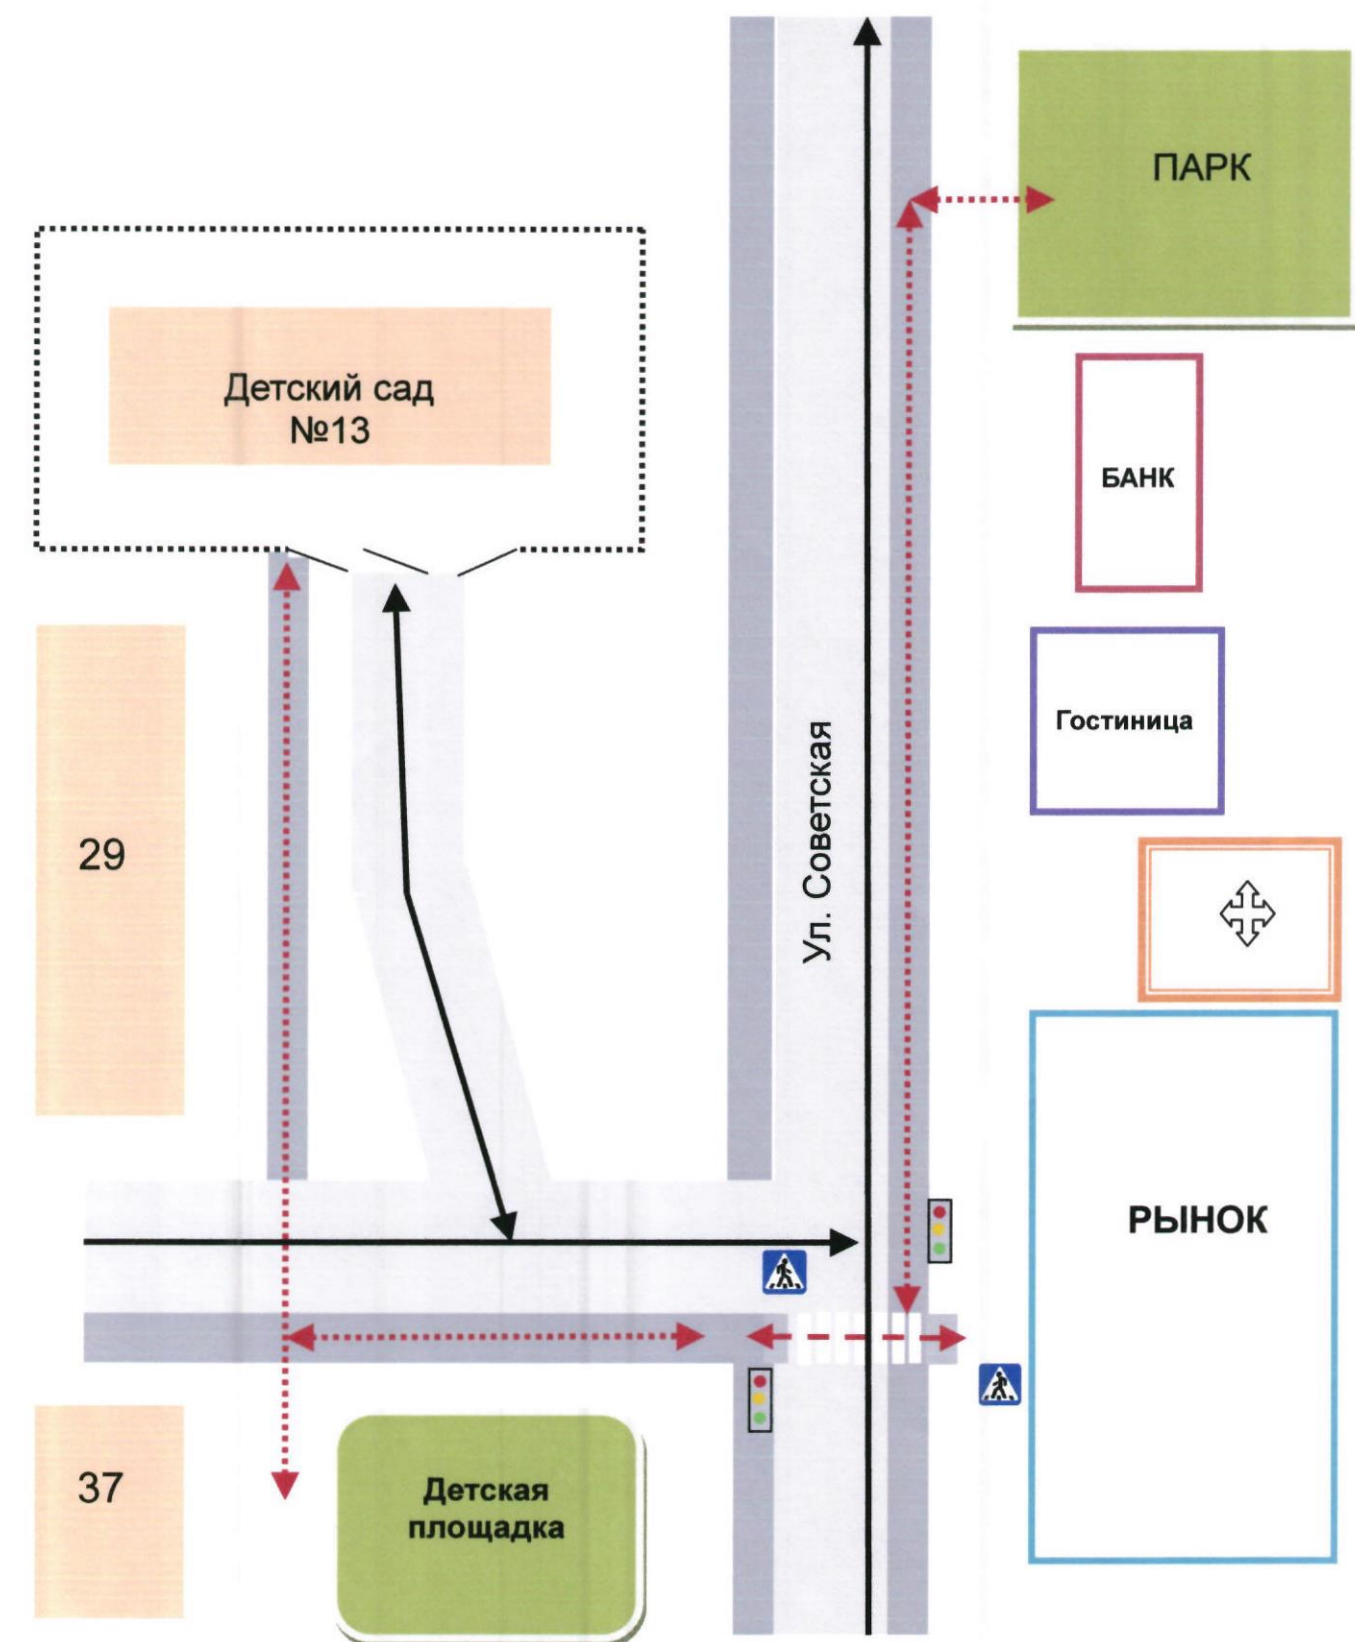 ПАРК
Детский сад
№13
БАНК
Гостиница
Ул. Советская
29
РЫНОК
37
Детская
площадка